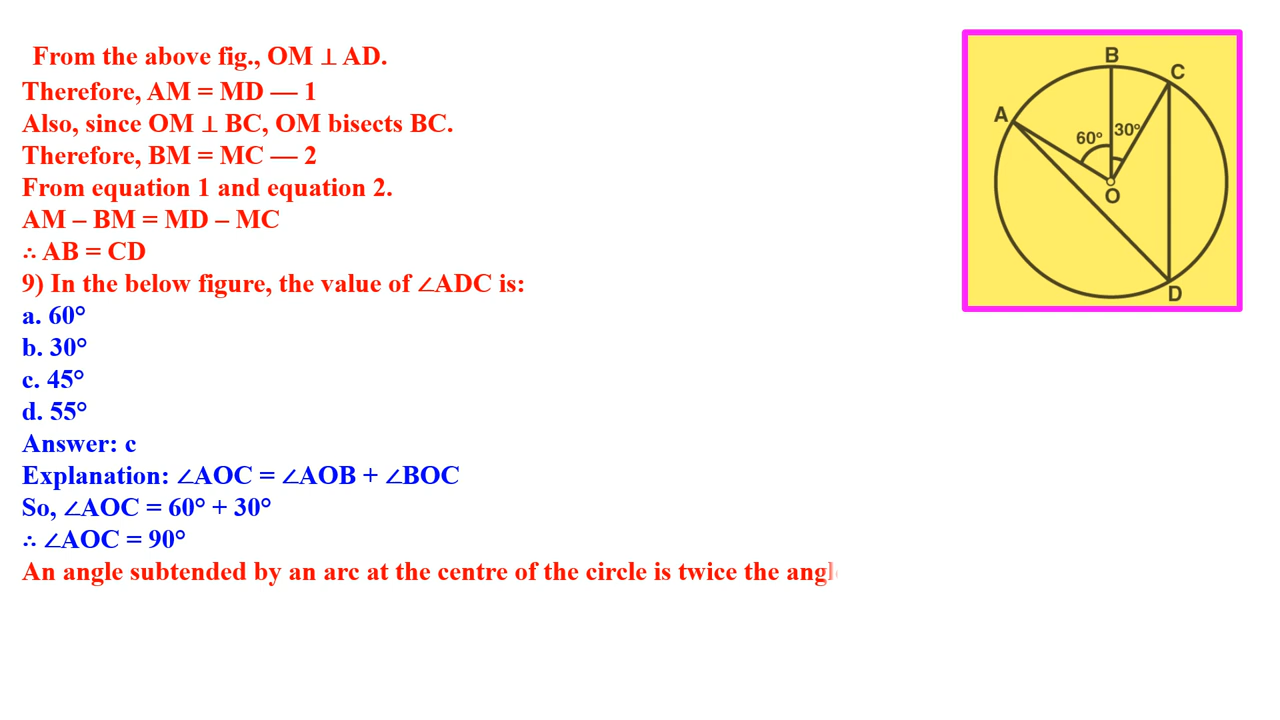 From the above fig., OM ⊥ AD.
Therefore, AM = MD — 1
Also, since OM ⊥ BC, OM bisects BC.
Therefore, BM = MC — 2
From equation 1 and equation 2.
AM – BM = MD – MC
∴ AB = CD
9) In the below figure, the value of ∠ADC is:
a. 60°
b. 30°
c. 45°
d. 55°
Answer: c
Explanation: ∠AOC = ∠AOB + ∠BOC
So, ∠AOC = 60° + 30°
∴ ∠AOC = 90°
An angle subtended by an arc at the centre of the circle is twice the angl
B
C
A
60°
30°
O
D